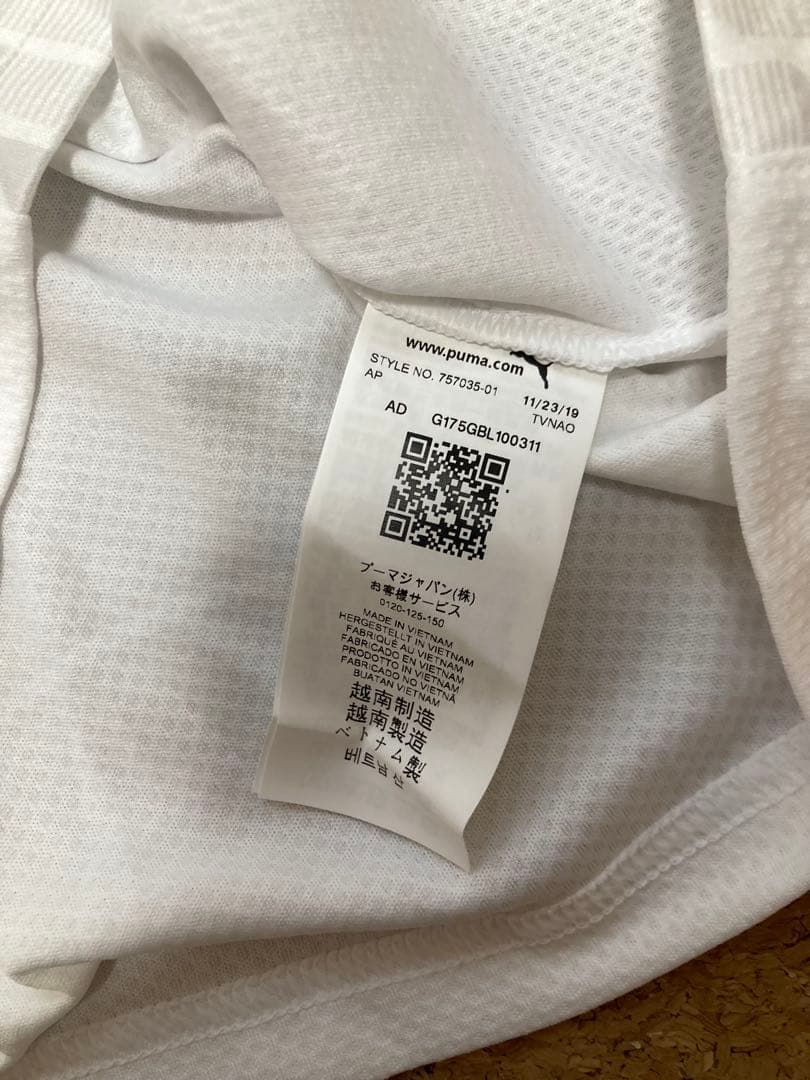 www.puma.com
STYLE NO. 757035-01 11/23/19
AP TVNAO
AD G175GBL100311
プーマジャパン(株)
お客様サービス
0120-125-150
MADE IN VIETNAM
HERGESTELLT IN VIETNAM
FABRIQUÉ AU VIETNAM
FABRICADO EN VIETNAM
PRODOTTO IN VIETNAM
FABRICADO NO VIETNÃ
BUATAN VIETNAM
越南制造
越南製造
ベトナム製
베트남산